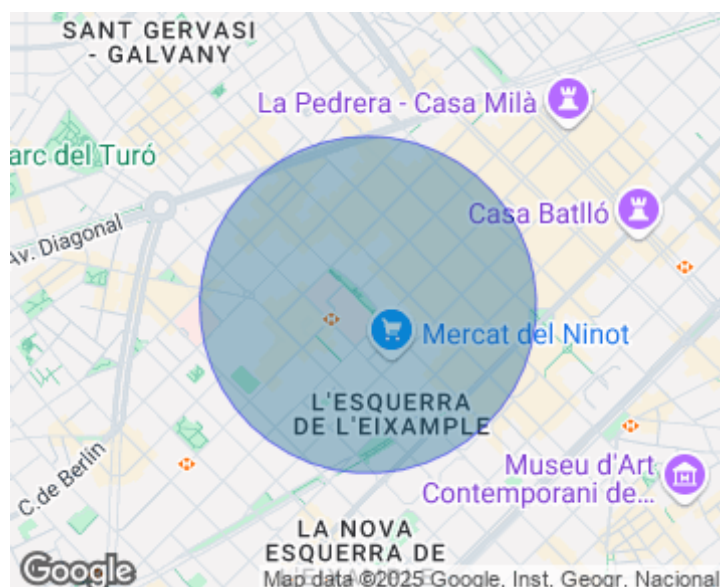 SANT GERVASI
- GALVANY
La Pedrera - Casa Milà
arc del Turó
Casa Batlló
Av. Diagonal
Mercat del Ninot
L'ESQUERRA
DE L'EIXAMPLE
C. de Berlín
Museu d'Art
Contemporani de...
LA NOVA
ESQUERRA DE
L'EIXAMPLE
Google
Map data ©2025 Google, Inst. Geogr. Nacional